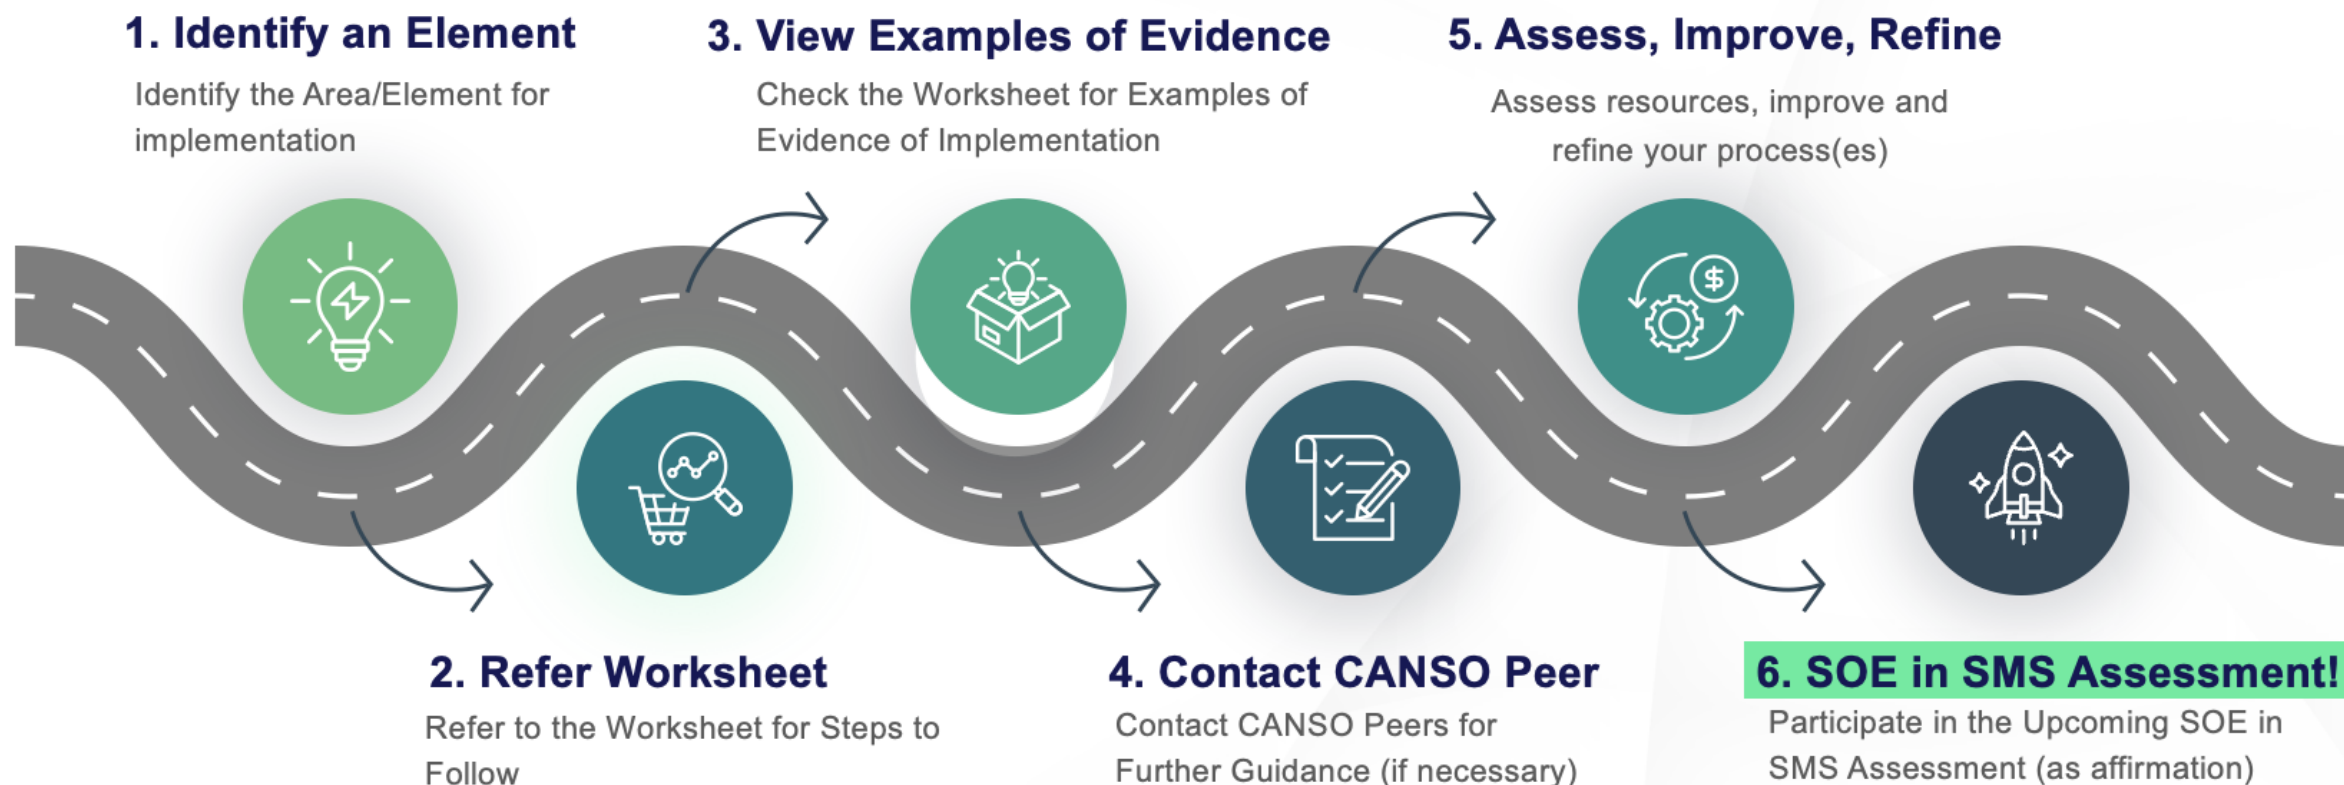 1. Identify an Element
Identify the Area/Element for
implementation
2. Refer Worksheet
Refer to the Worksheet for Steps to
Follow
3. View Examples of Evidence
Check the Worksheet for Examples of
Evidence of Implementation
4. Contact CANSO Peer
Contact CANSO Peers for
Further Guidance (if necessary)
5. Assess, Improve, Refine
Assess resources, improve and
refine your process(es)
$
6. SOE in SMS Assessment!
Participate in the Upcoming SOE in
SMS Assessment (as affirmation)